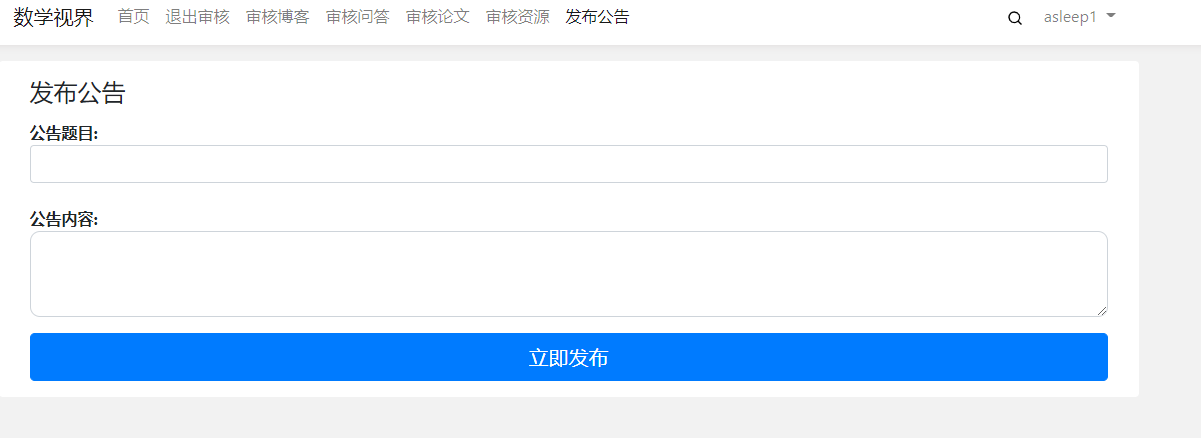 数学视界 首页 退出审核 审核博客 审核问答 审核论文 审核资源 发布公告 asleep1
发布公告
公告题目:
公告内容:
立即发布